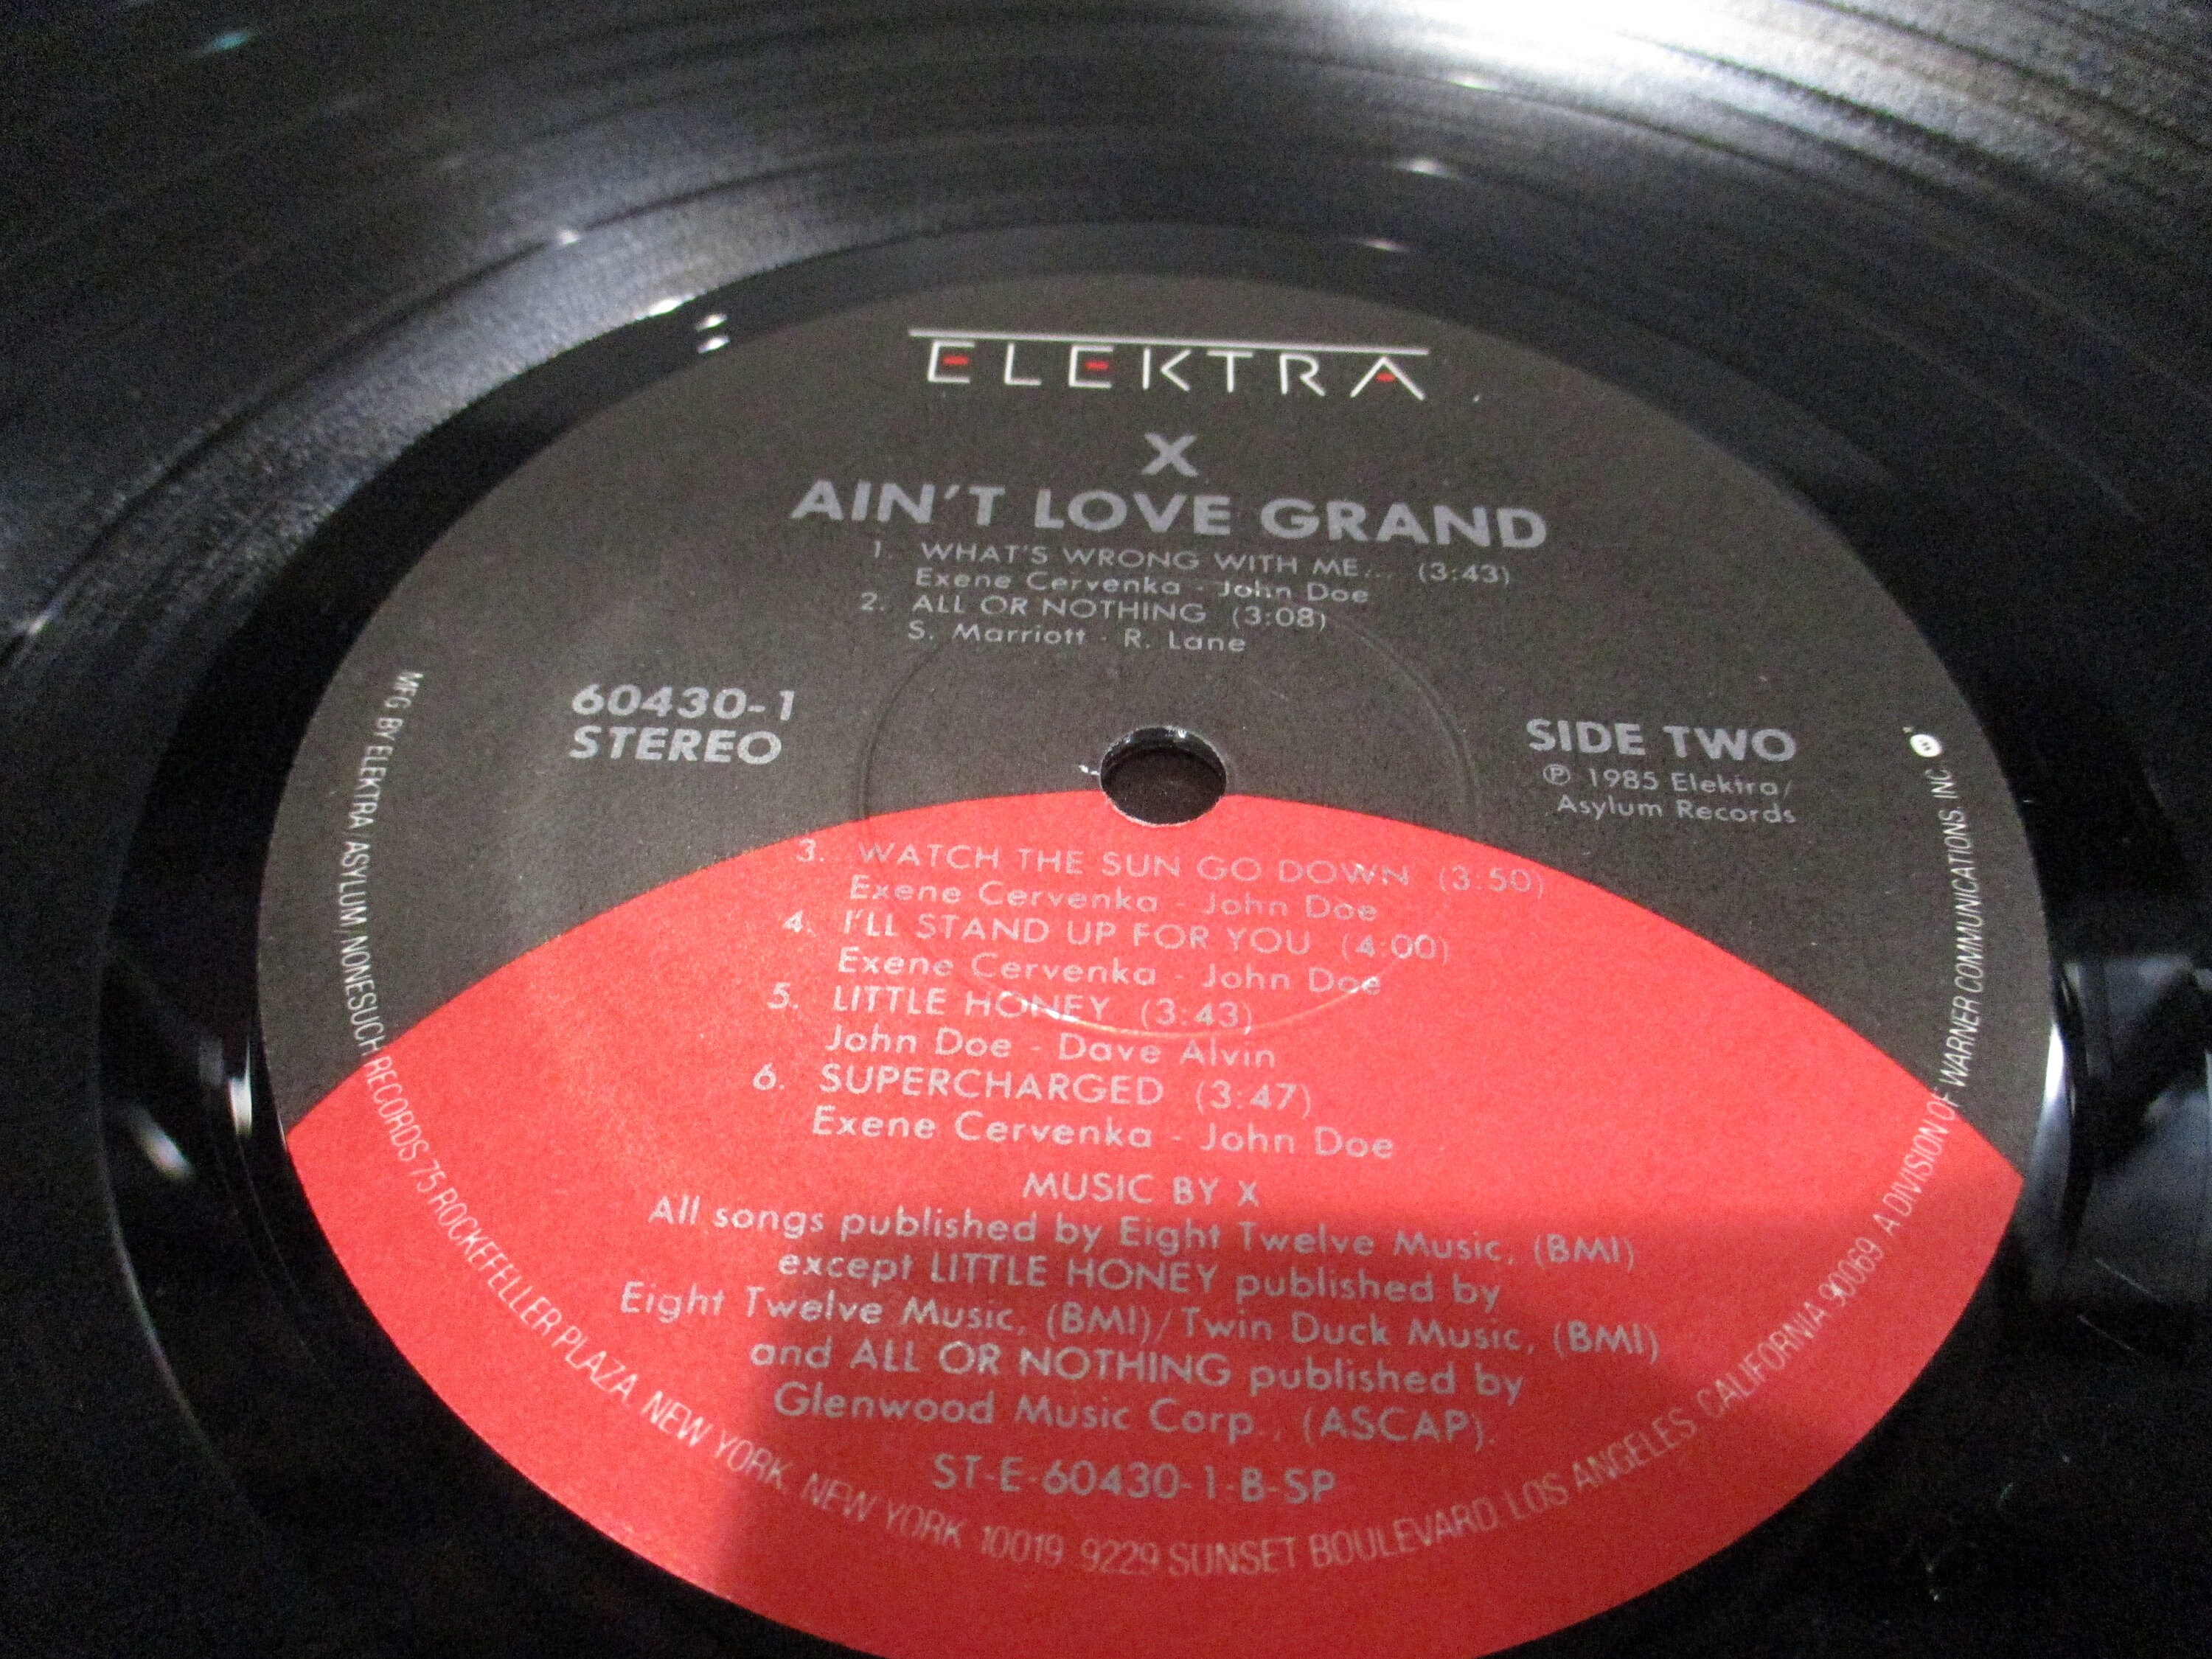 ELEKTRA
X
AIN'T LOVE GRAND
1. WHAT'S WRONG WITH ME... (3:43)
Exene Cervenka - John Doe
2. ALL OR NOTHING (3:08)
S. Marriott - R. Lane
60430-1
STEREO
SIDE TWO
℗ 1985 Elektra/
Asylum Records
3. WATCH THE SUN GO DOWN (3:50)
Exene Cervenka - John Doe
4. I'LL STAND UP FOR YOU (4:00)
Exene Cervenka - John Doe
5. LITTLE HONEY (3:43)
John Doe - Dave Alvin
6. SUPERCHARGED (3:47)
Exene Cervenka - John Doe
MUSIC BY X
All songs published by Eight Twelve Music, (BMI)
except LITTLE HONEY published by
Eight Twelve Music, (BMI)/Twin Duck Music, (BMI)
and ALL OR NOTHING published by
Glenwood Music Corp., (ASCAP).
ST-E-60430-1-B-SP
MFG. BY ELEKTRA/ASYLUM/NONESUCH RECORDS 75 ROCKEFELLER PLAZA, NEW YORK, NEW YORK 10019 9229 SUNSET BOULEVARD, LOS ANGELES, CALIFORNIA 90069 A DIVISION OF WARNER COMMUNICATIONS, INC.